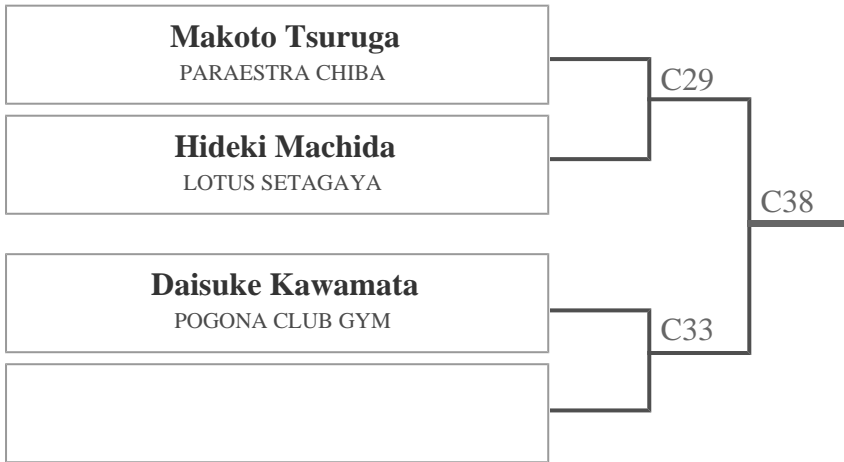 Makoto Tsuruga
PARAESTRA CHIBA
C29
Hideki Machida
LOTUS SETAGAYA
C38
Daisuke Kawamata
POGONA CLUB GYM
C33